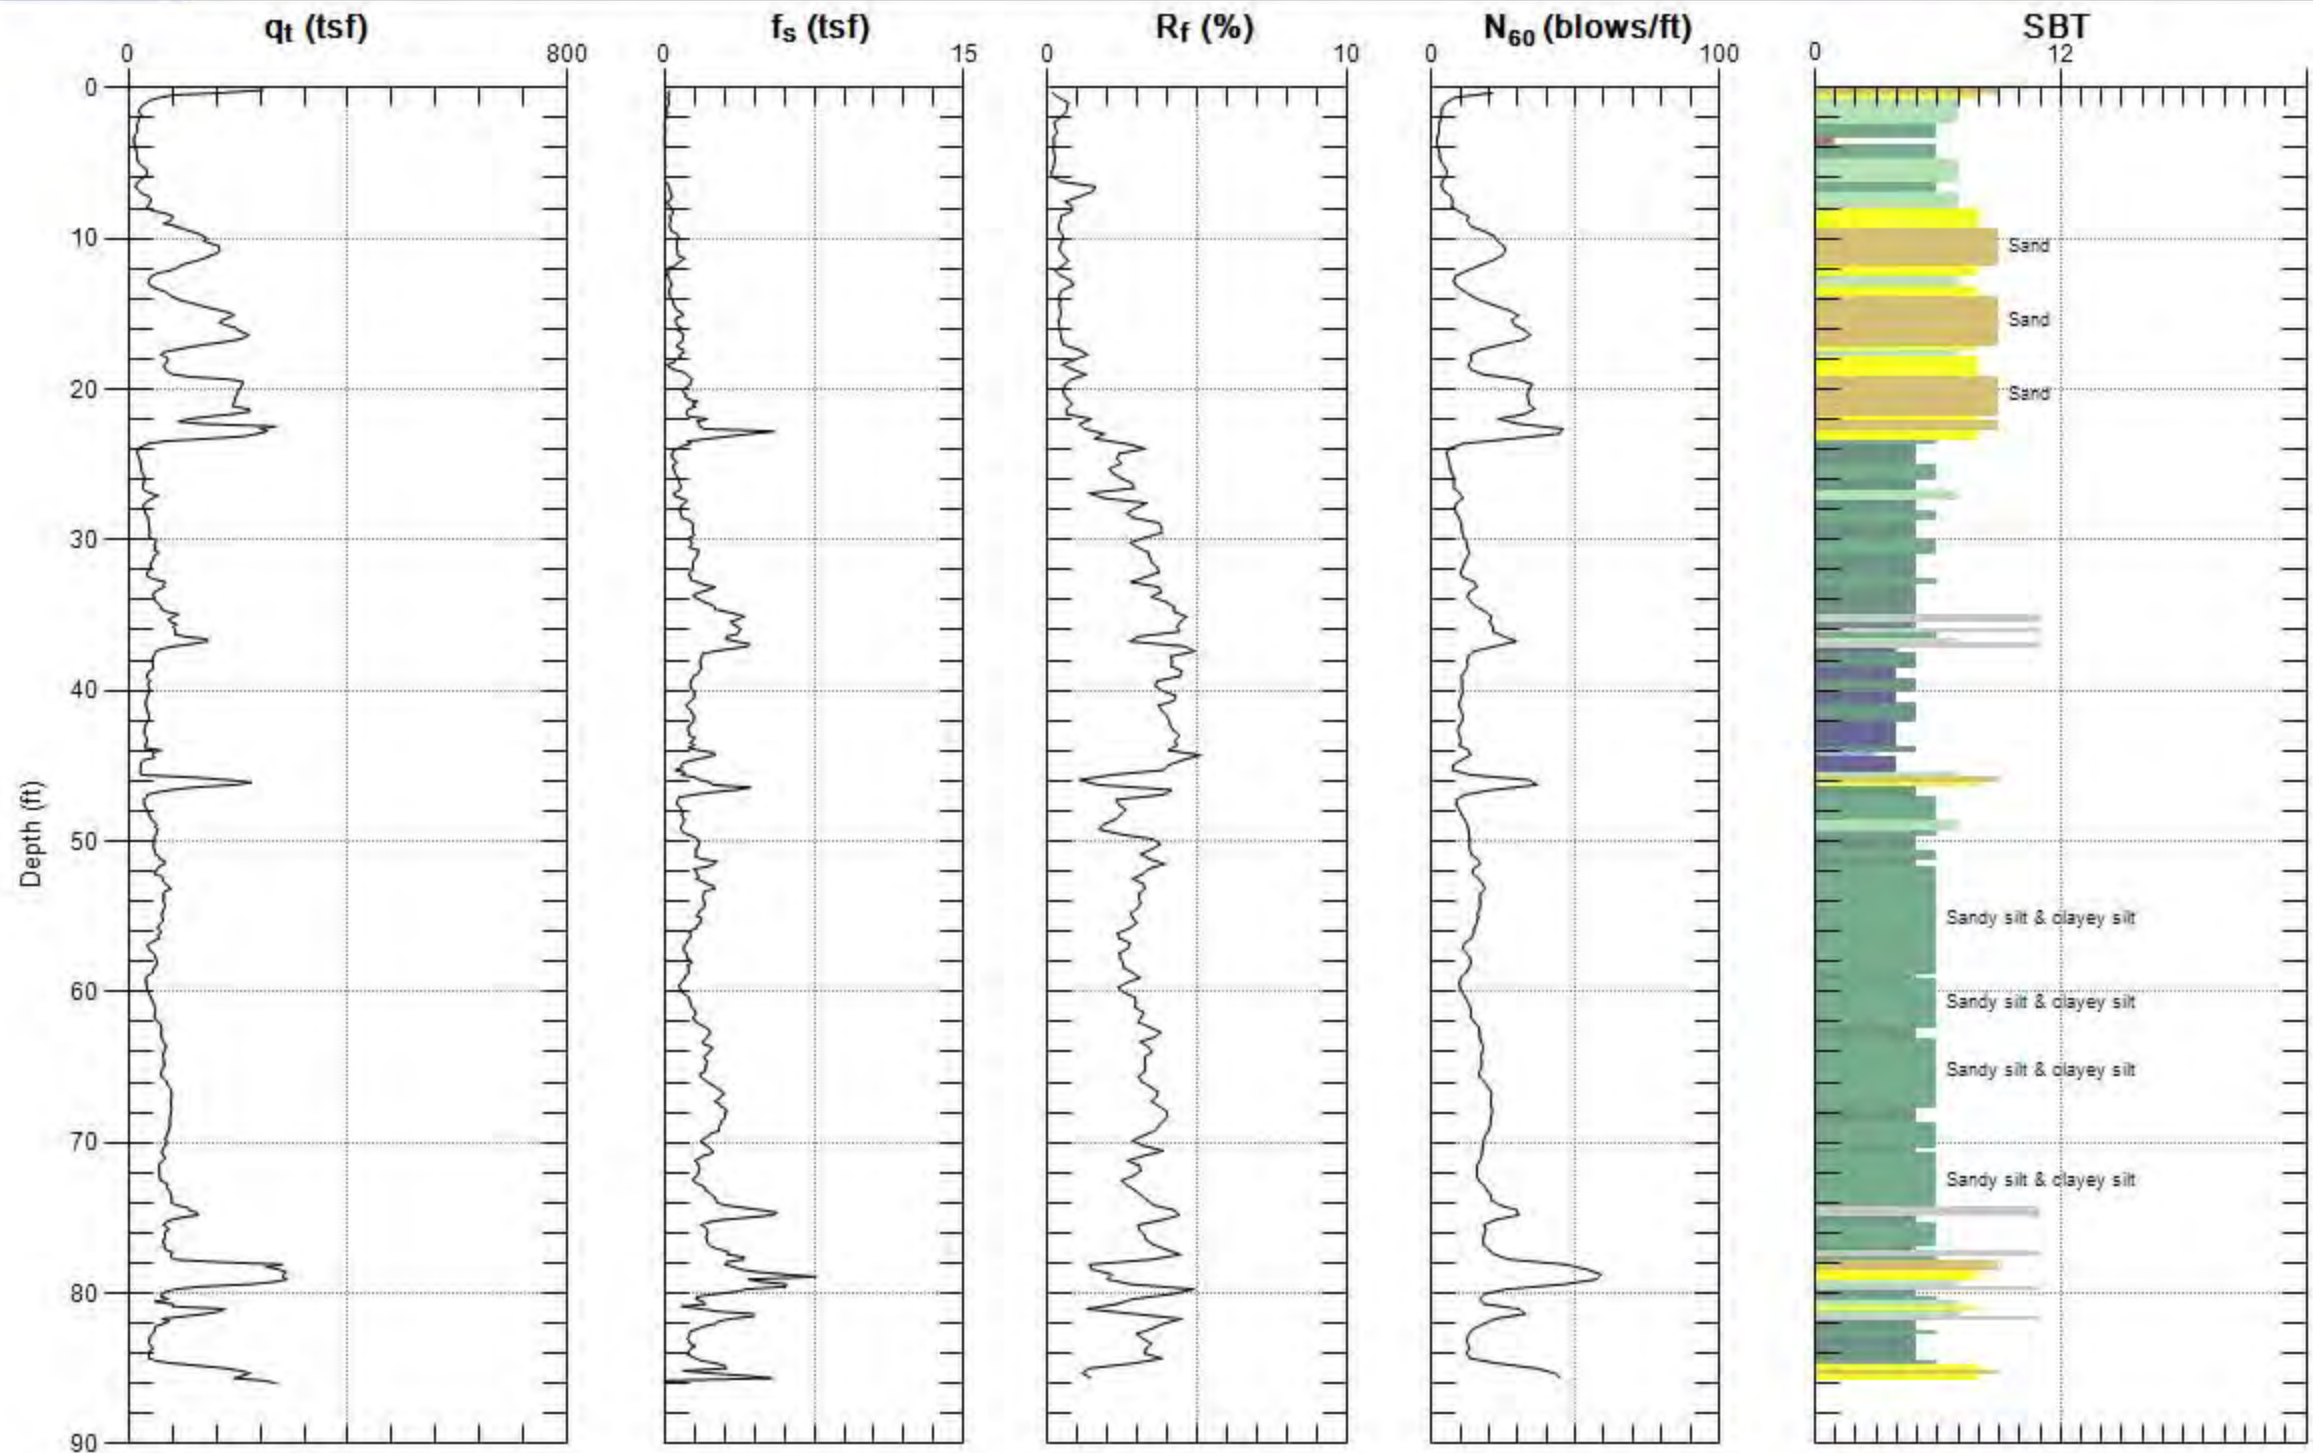 qt (tsf)
fs (tsf)
Rf (%)
N60 (blows/ft)
SBT
0 800
0 15
0 10
0 100
0 12
0
10
20
30
40
50
60
70
80
90
Depth (ft)
Sand
Sand
Sand
Sandy silt & clayey silt
Sandy silt & clayey silt
Sandy silt & clayey silt
Sandy silt & clayey silt